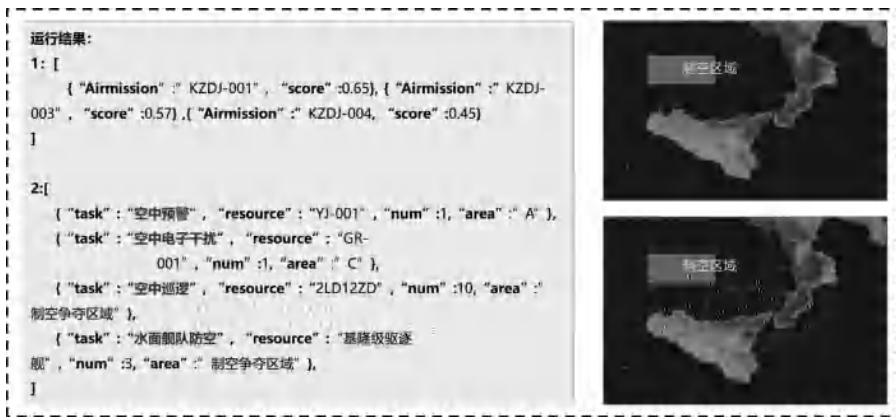 运行结果：
1：[
{ “Airmission” :” KZDJ-001” , “score” :0.65}, { “Airmission” :” KZDJ-
003” , “score” :0.57} ,{ “Airmission” :” KZDJ-004, “score” :0.45}
]
2:[
{ “task” : “空中预警” , “resource” : “YJ-001” , “num” :1, “area” :” A” },
{ “task” : “空中电子干扰” , “resource” : “GR-
001” , “num” :1, “area” :” C” },
{ “task” : “空中巡逻” , “resource” : “2LD12ZD” , “num” :10, “area” :”
制空争夺区域” },
{ “task” : “水面舰队防空” , “resource” : “基隆级驱逐
舰” , “num” :3, “area” :” 制空争夺区域” },
]
制空区域
制空区域